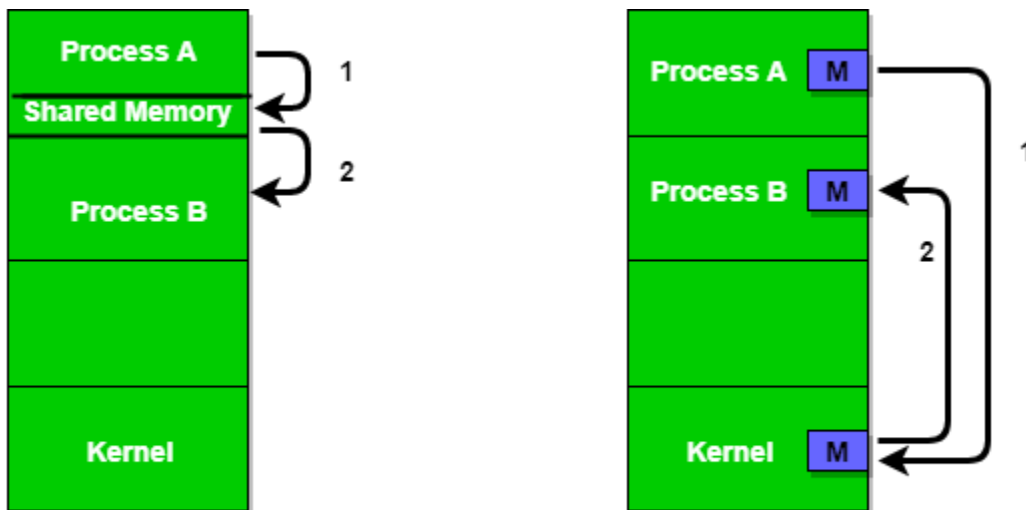 Process A
1
Shared Memory
2
Process B
Kernel
Process A M
1
Process B M
2
Kernel M